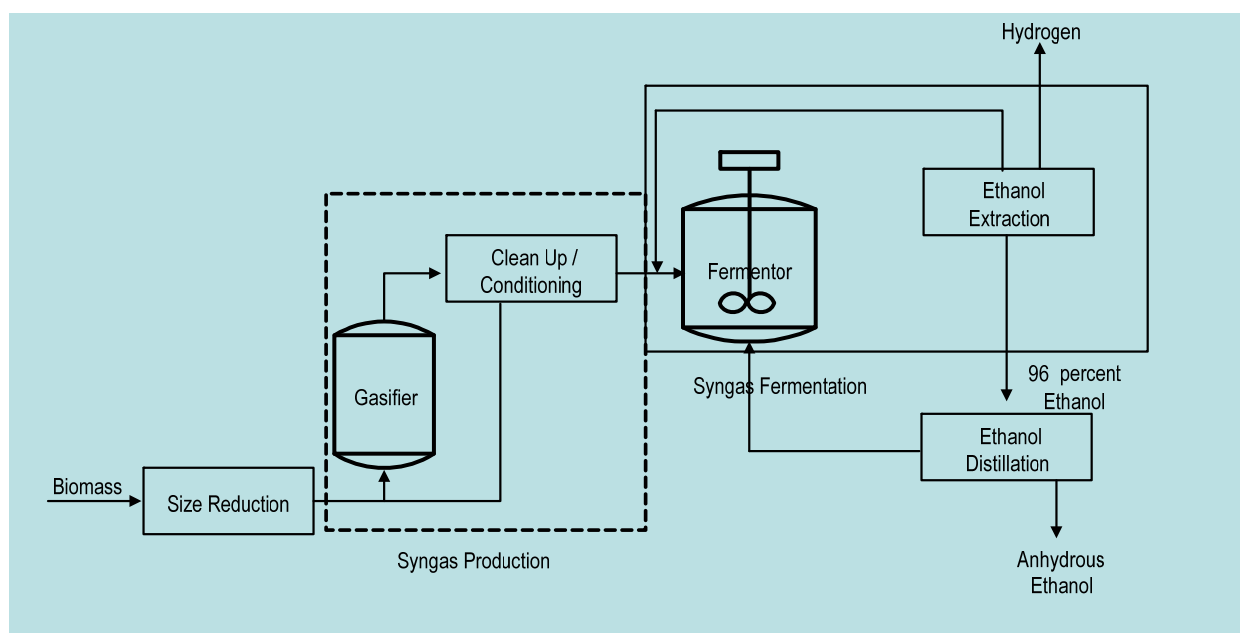 Hydrogen
Ethanol
Extraction
Clean Up /
Conditioning
Fermentor
Gasifier
Syngas Fermentation
96 percent
Ethanol
Ethanol
Distillation
Biomass
Size Reduction
Syngas Production
Anhydrous
Ethanol